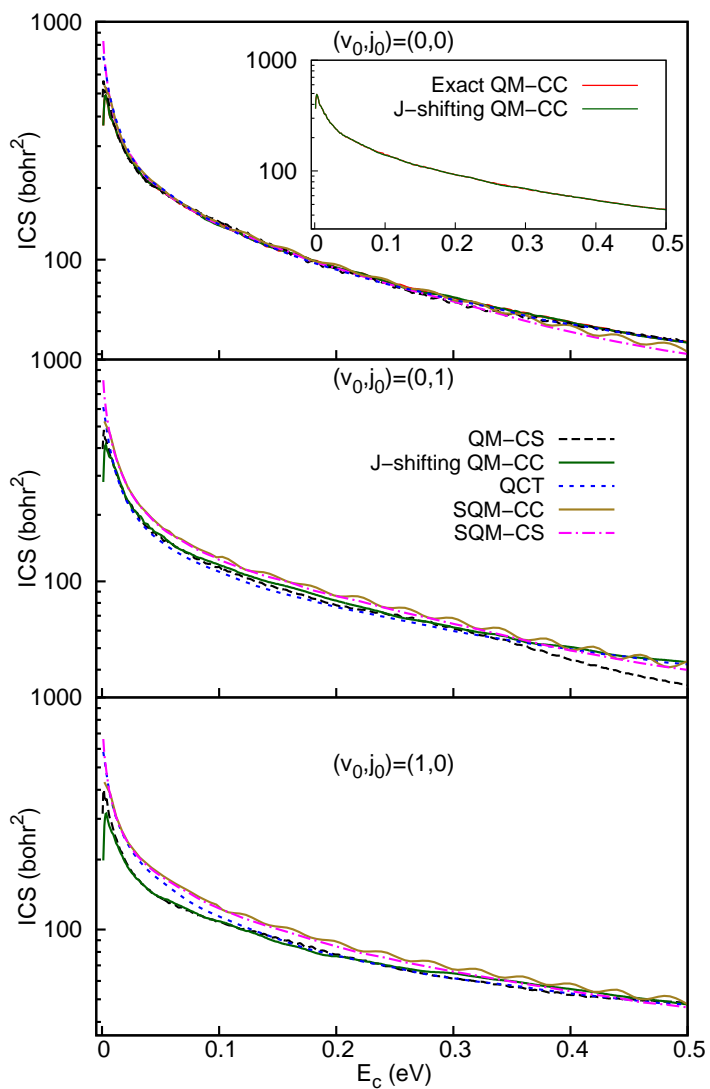 (v0,j0)=(0,0)
1000
100
ICS (bohr2)
1000
100
Exact QM−CC
J−shifting QM−CC
0 0.1 0.2 0.3 0.4 0.5
(v0,j0)=(0,1)
1000
100
ICS (bohr2)
QM−CS
J−shifting QM−CC
QCT
SQM−CC
SQM−CS
(v0,j0)=(1,0)
1000
100
ICS (bohr2)
0 0.1 0.2 0.3 0.4 0.5
Ec (eV)